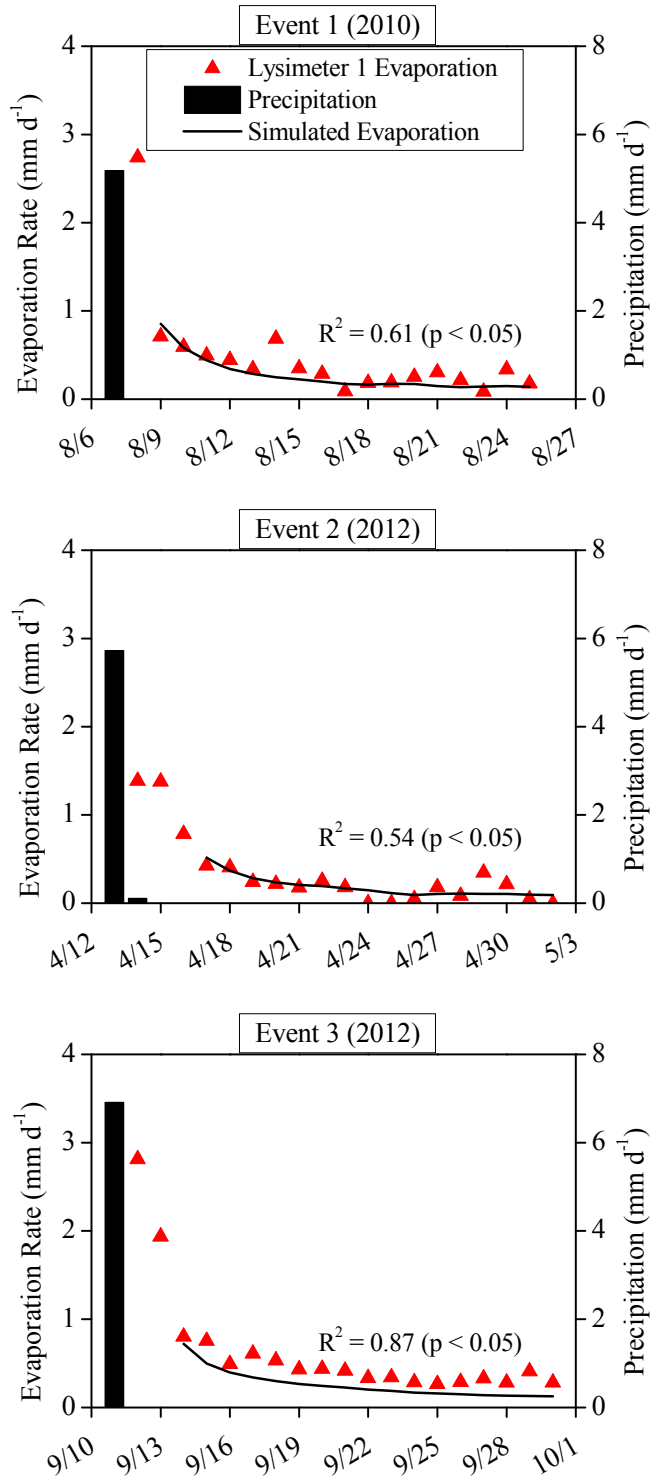 Event 1 (2010)
Lysimeter 1 Evaporation
Precipitation
Simulated Evaporation
Evaporation Rate (mm d⁻¹)
4
3
2
1
0
Precipitation (mm d⁻¹)
8
6
4
2
0
R² = 0.61 (p < 0.05)
8/6 8/9 8/12 8/15 8/18 8/21 8/24 8/27
Event 2 (2012)
Evaporation Rate (mm d⁻¹)
4
3
2
1
0
Precipitation (mm d⁻¹)
8
6
4
2
0
R² = 0.54 (p < 0.05)
4/12 4/15 4/18 4/21 4/24 4/27 4/30 5/3
Event 3 (2012)
Evaporation Rate (mm d⁻¹)
4
3
2
1
0
Precipitation (mm d⁻¹)
8
6
4
2
0
R² = 0.87 (p < 0.05)
9/10 9/13 9/16 9/19 9/22 9/25 9/28 10/1